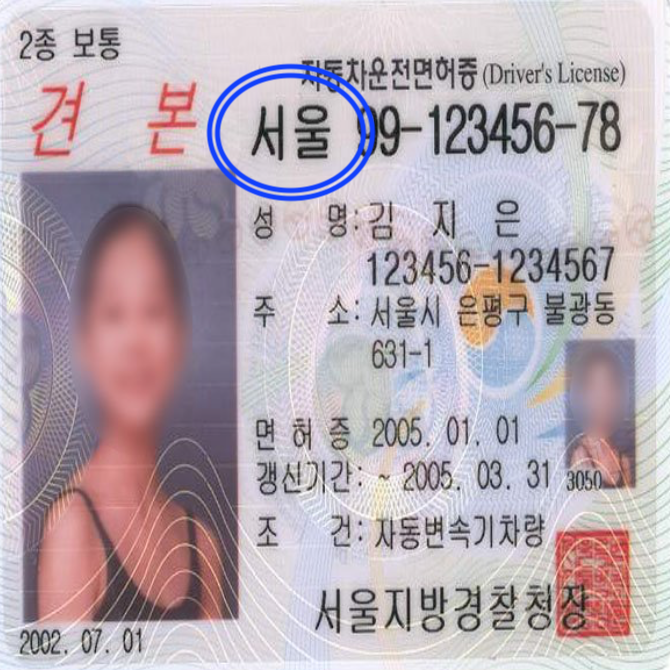 2종 보통
자동차운전면허증 (Driver's License)
견 본
서울 99-123456-78
성 명: 김 지 은
123456-1234567
주 소: 서울시 은평구 불광동
631-1
면 허 증 2005. 01. 01
갱신기간: ~ 2005. 03. 31
3050
조 건: 자동변속기차량
서울지방경찰청장
2002. 07. 01